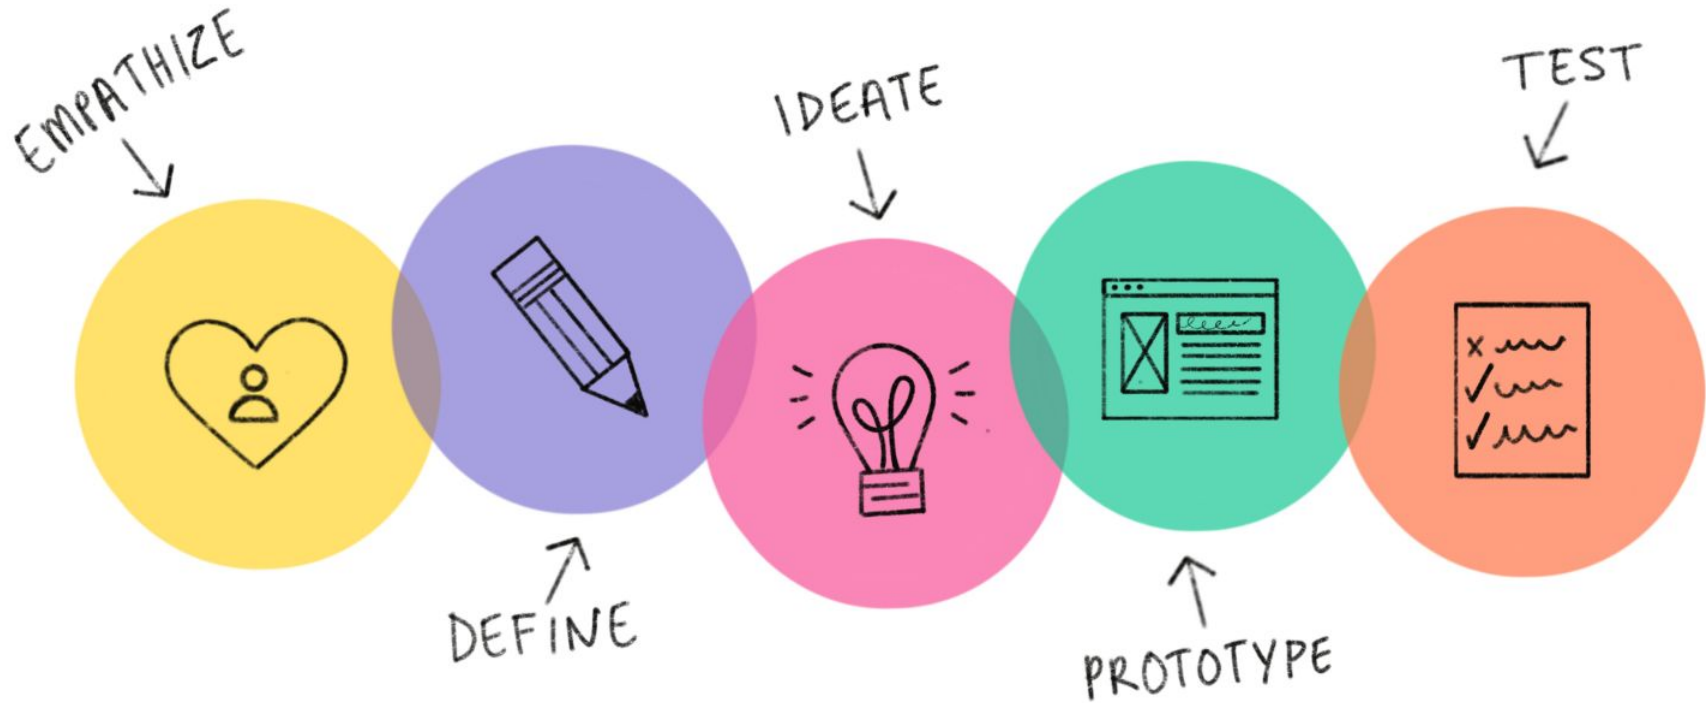 EMPATHIZE
DEFINE
IDEATE
PROTOTYPE
TEST